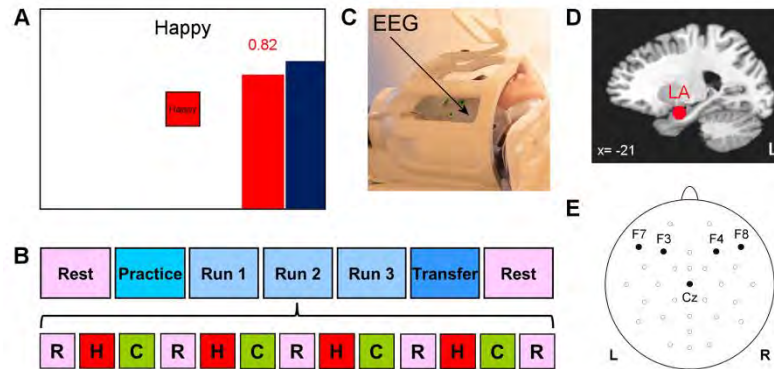 A
Happy
0.82
Happy
B
Rest Practice Run 1 Run 2 Run 3 Transfer Rest
R H C R H C R H C R H C R
C
EEG
D
LA
x= -21
L
E
F7 F3 F4 F8
Cz
L R